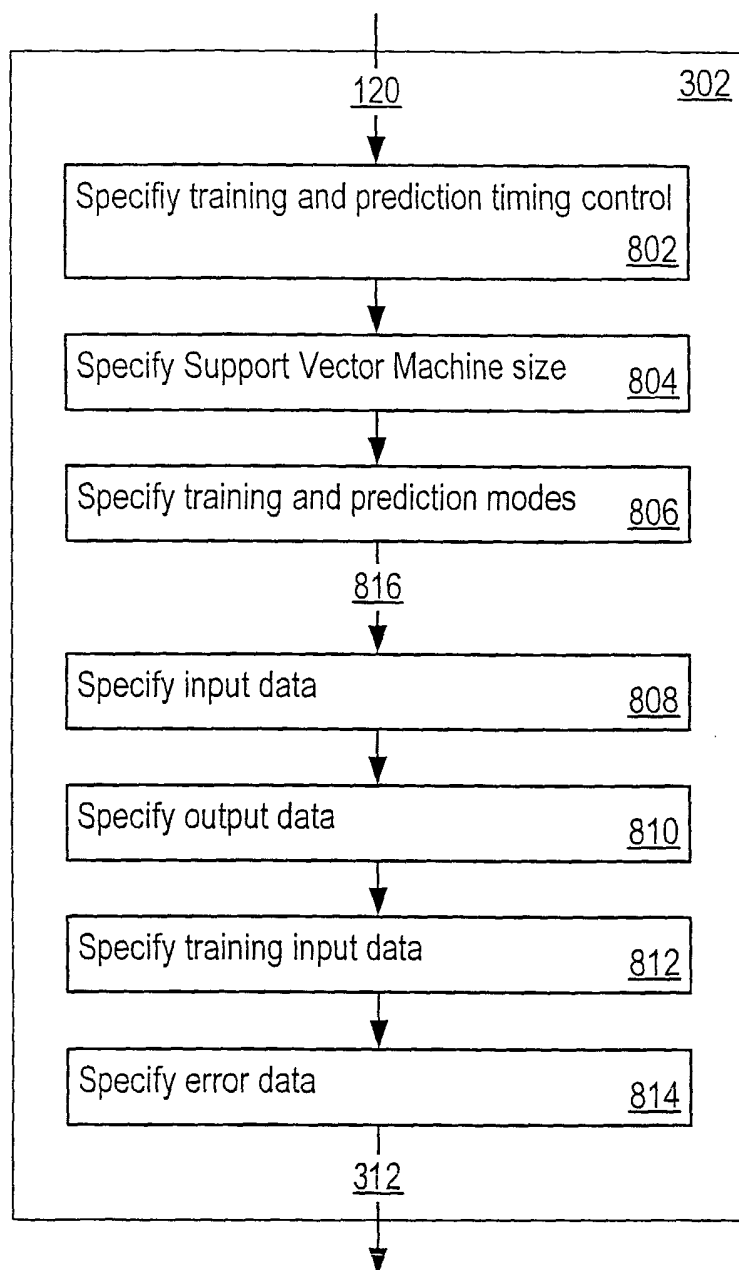 302
120
Specifiy training and prediction timing control
802
Specify Support Vector Machine size
804
Specify training and prediction modes
806
816
Specify input data
808
Specify output data
810
Specify training input data
812
Specify error data
814
312